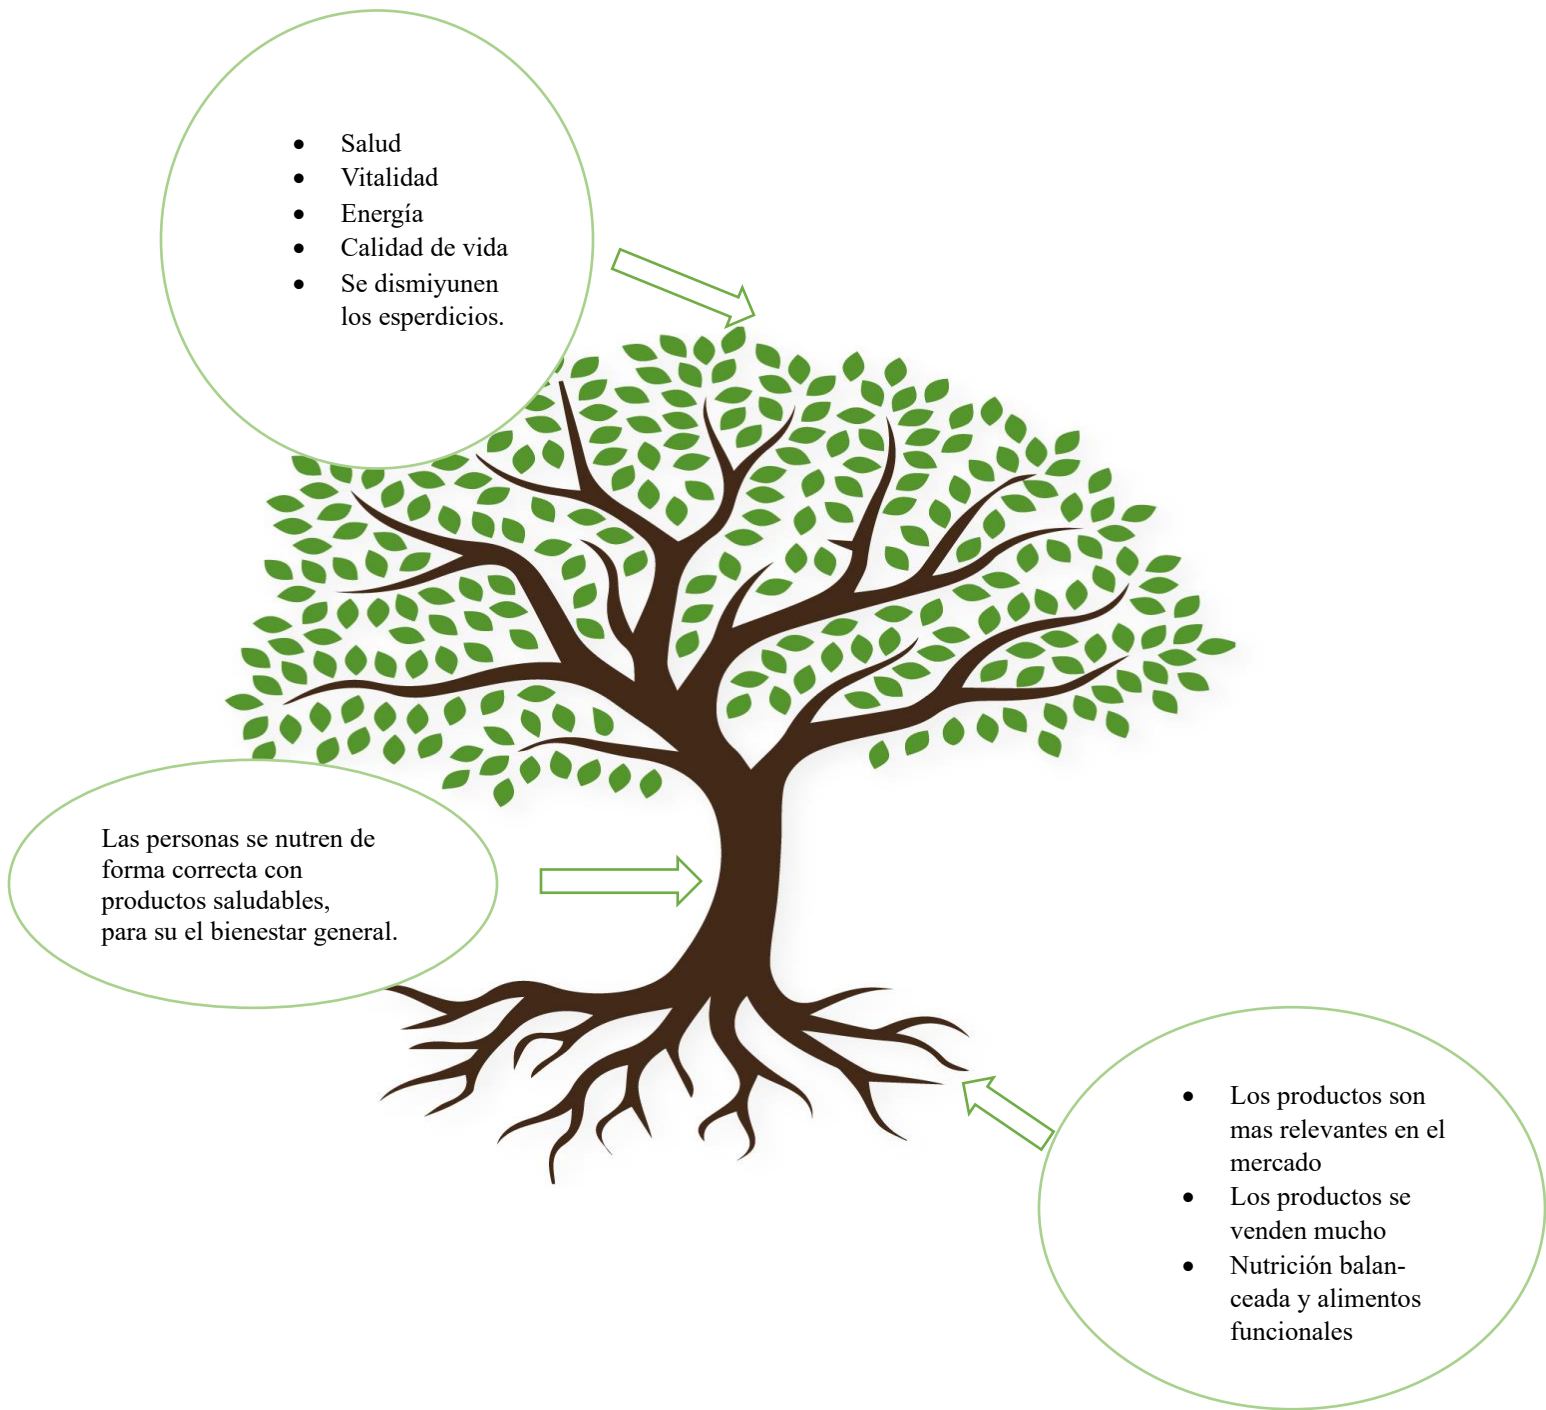 • Salud
• Vitalidad
• Energía
• Calidad de vida
• Se dismiyunen
los esperdicios.
Las personas se nutren de
forma correcta con
productos saludables,
para su el bienestar general.
• Los productos son
mas relevantes en el
mercado
• Los productos se
venden mucho
• Nutrición balan-
ceada y alimentos
funcionales